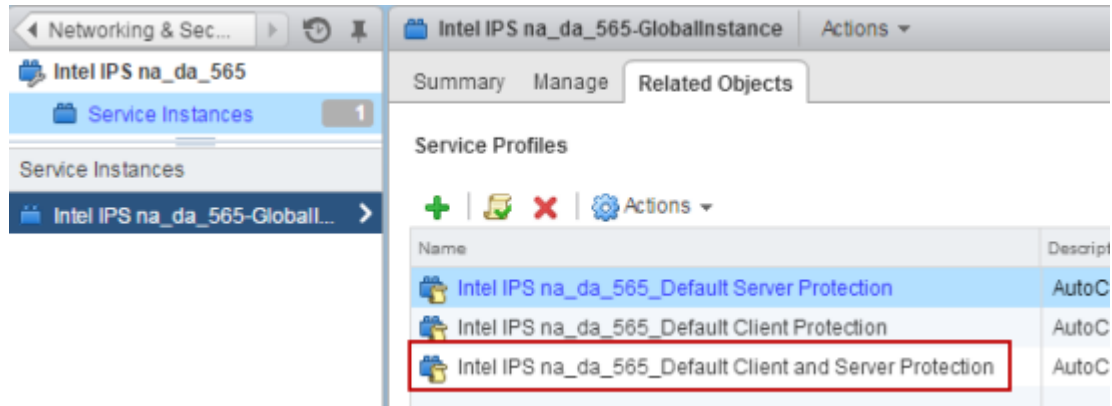 Networking & Sec...
Intel IPS na_da_565-GlobalInstance
Actions
Intel IPS na_da_565
Service Instances
1
Service Instances
Intel IPS na_da_565-Globall...
Summary
Manage
Related Objects
Service Profiles
Actions
Name
Descript
Intel IPS na_da_565_Default Server Protection
AutoC
Intel IPS na_da_565_Default Client Protection
AutoC
Intel IPS na_da_565_Default Client and Server Protection
AutoC